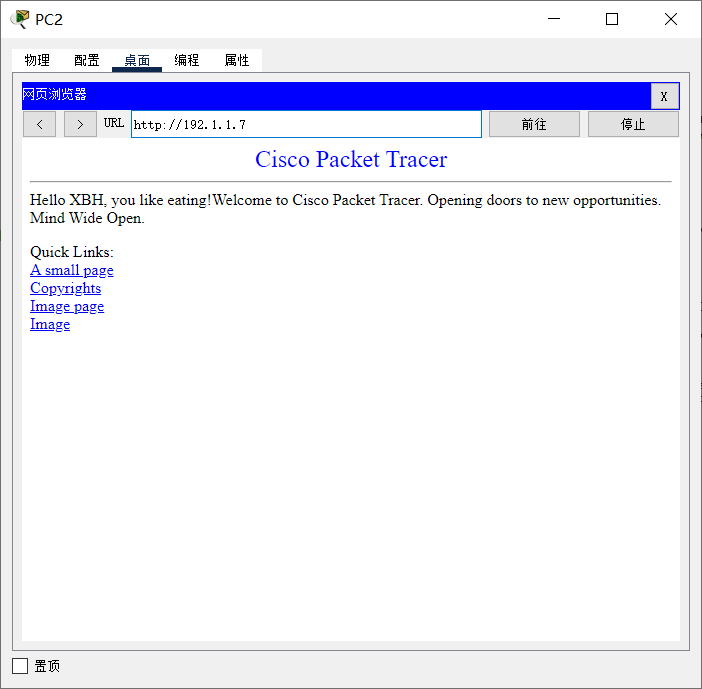 PC2
物理 配置 桌面 编程 属性
网页浏览器 X
< > URL http://192.1.1.7 前往 停止
Cisco Packet Tracer
Hello XBH, you like eating!Welcome to Cisco Packet Tracer. Opening doors to new opportunities.
Mind Wide Open.
Quick Links:
A small page
Copyrights
Image page
Image
置顶